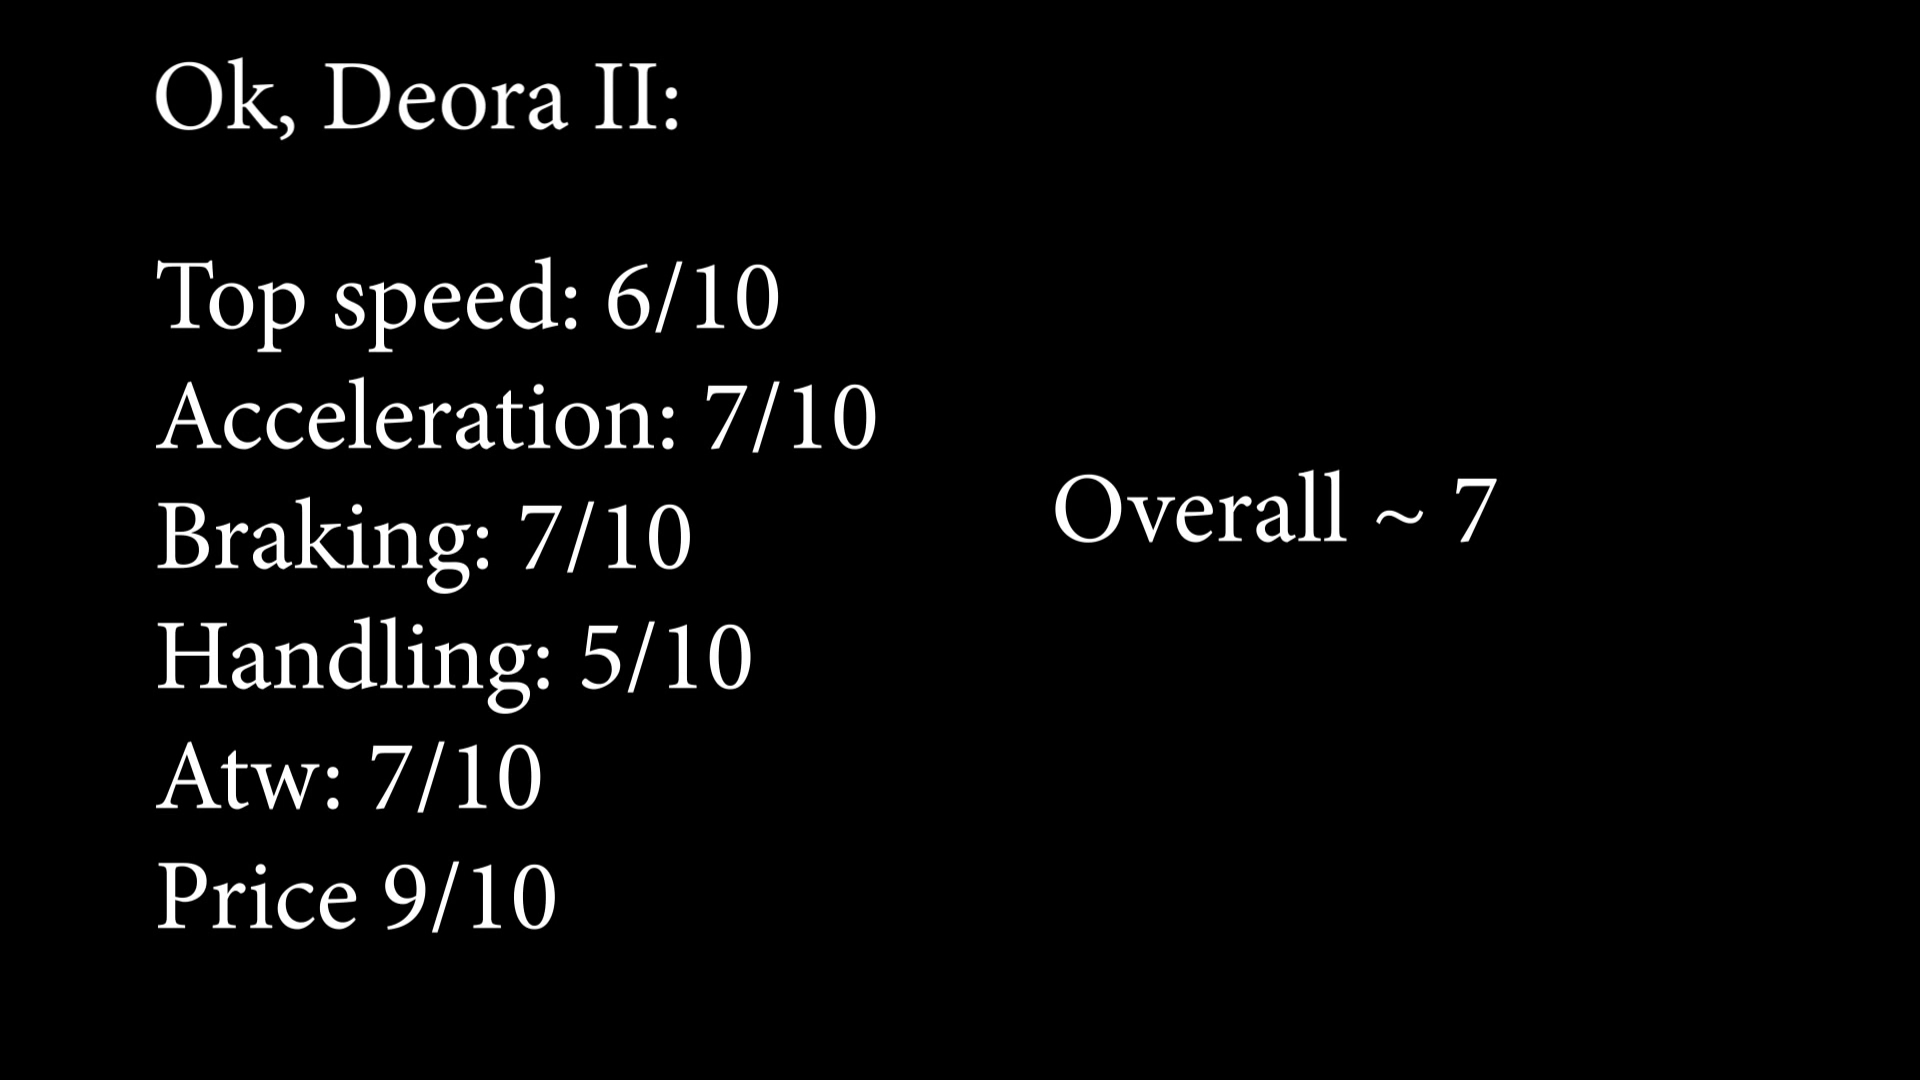 Ok, Deora II:
Top speed: 6/10
Acceleration: 7/10
Braking: 7/10
Handling: 5/10
Atw: 7/10
Price 9/10
Overall ~ 7